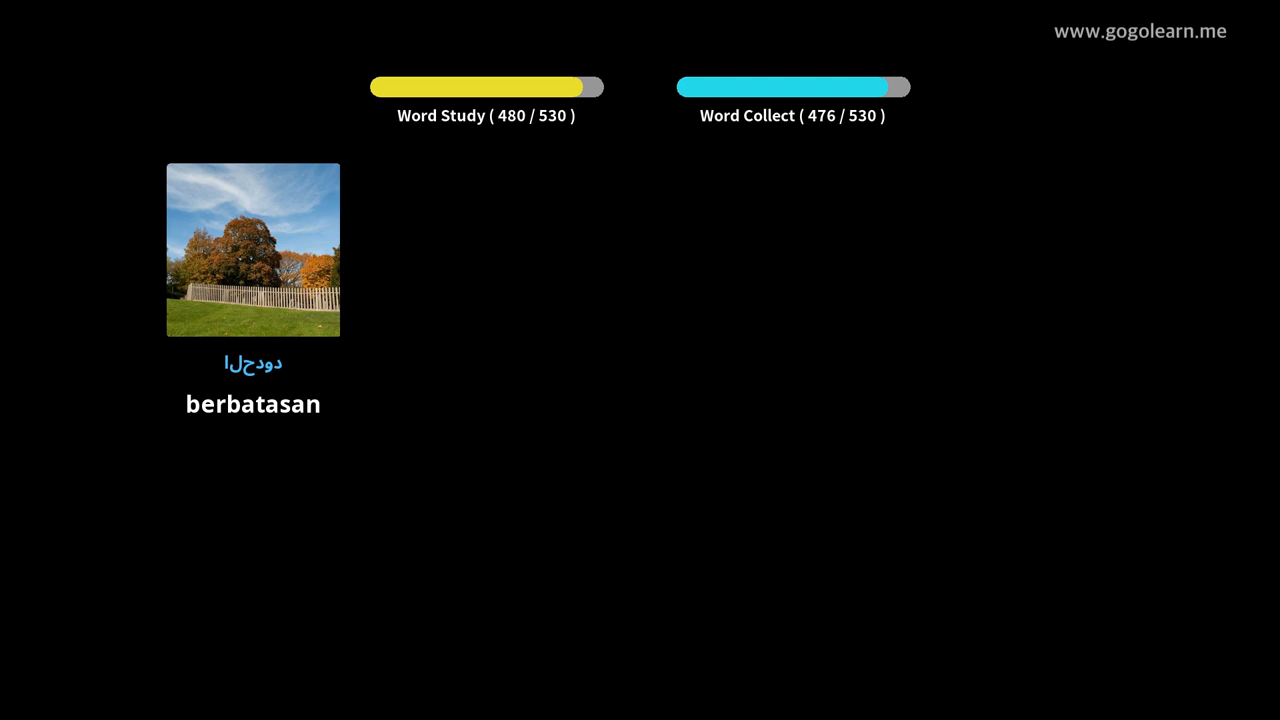 www.gogolearn.me
Word Study ( 480 / 530 )
Word Collect ( 476 / 530 )
الحدود
berbatasan